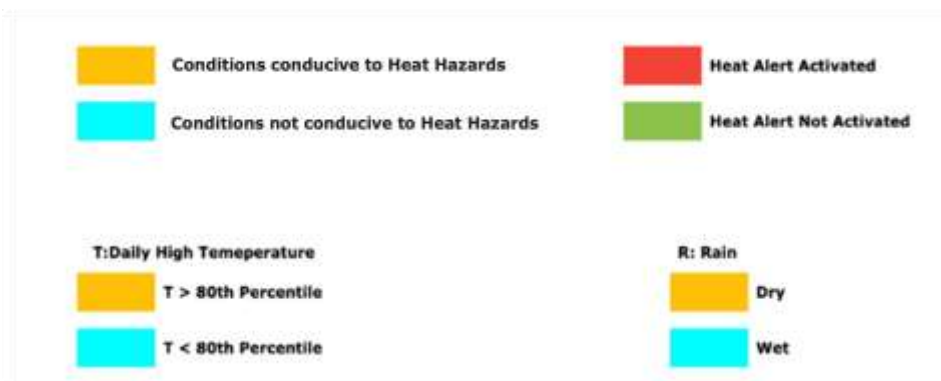 Conditions conducive to Heat Hazards
Heat Alert Activated
Conditions not conducive to Heat Hazards
Heat Alert Not Activated
T:Daily High Temeperature
R: Rain
T > 80th Percentile
Dry
T < 80th Percentile
Wet